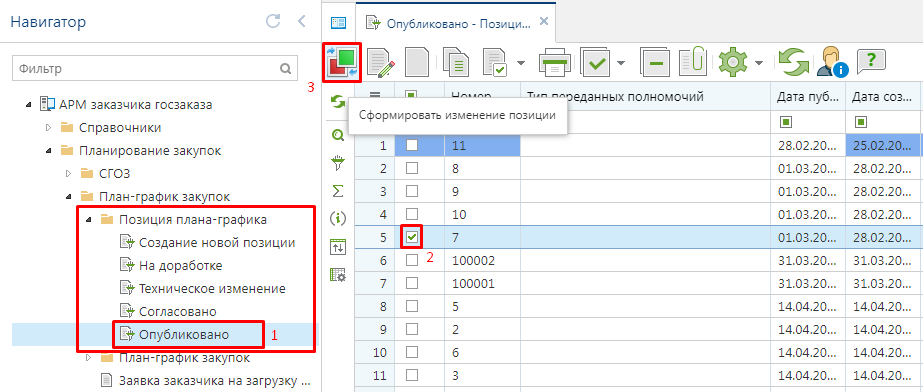 Навигатор
Фильтр
АРМ заказчика госзаказа
Справочники
Планирование закупок
СГОЗ
План-график закупок
Позиция плана-графика
Создание новой позиции
На доработке
Техническое изменение
Согласовано
Опубликовано
1
План-график закупок
Заявка заказчика на загрузку ...
Опубликовано - Позици...
3
Номер Тип переданных полномочий Дата пуб... Дата соз...
Сформировать изменение позиции
1 11 28.02.20... 25.02.20...
2 8 01.03.20... 28.02.20...
3 9 01.03.20... 28.02.20...
4 10 01.03.20... 28.02.20...
5 7 01.03.20... 28.02.20...
2
6 100002 31.03.20... 31.03.20...
7 100001 31.03.20... 31.03.20...
8 5 14.04.20... 14.04.20...
9 2 14.04.20... 14.04.20...
10 6 14.04.20... 14.04.20...
11 3 14.04.20... 14.04.20...